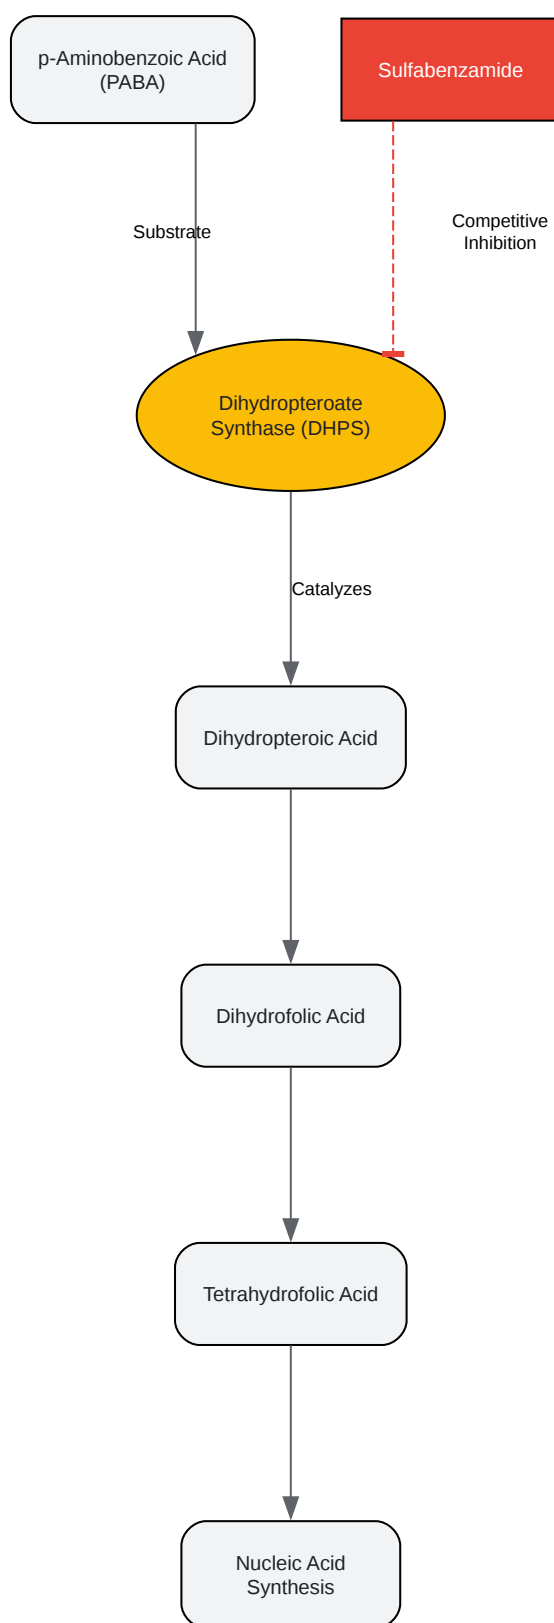 p-Aminobenzoic Acid
(PABA)
Sulfabenzamide
Substrate
Competitive
Inhibition
Dihydropteroate
Synthase (DHPS)
Catalyzes
Dihydropteroic Acid
Dihydrofolic Acid
Tetrahydrofolic Acid
Nucleic Acid
Synthesis